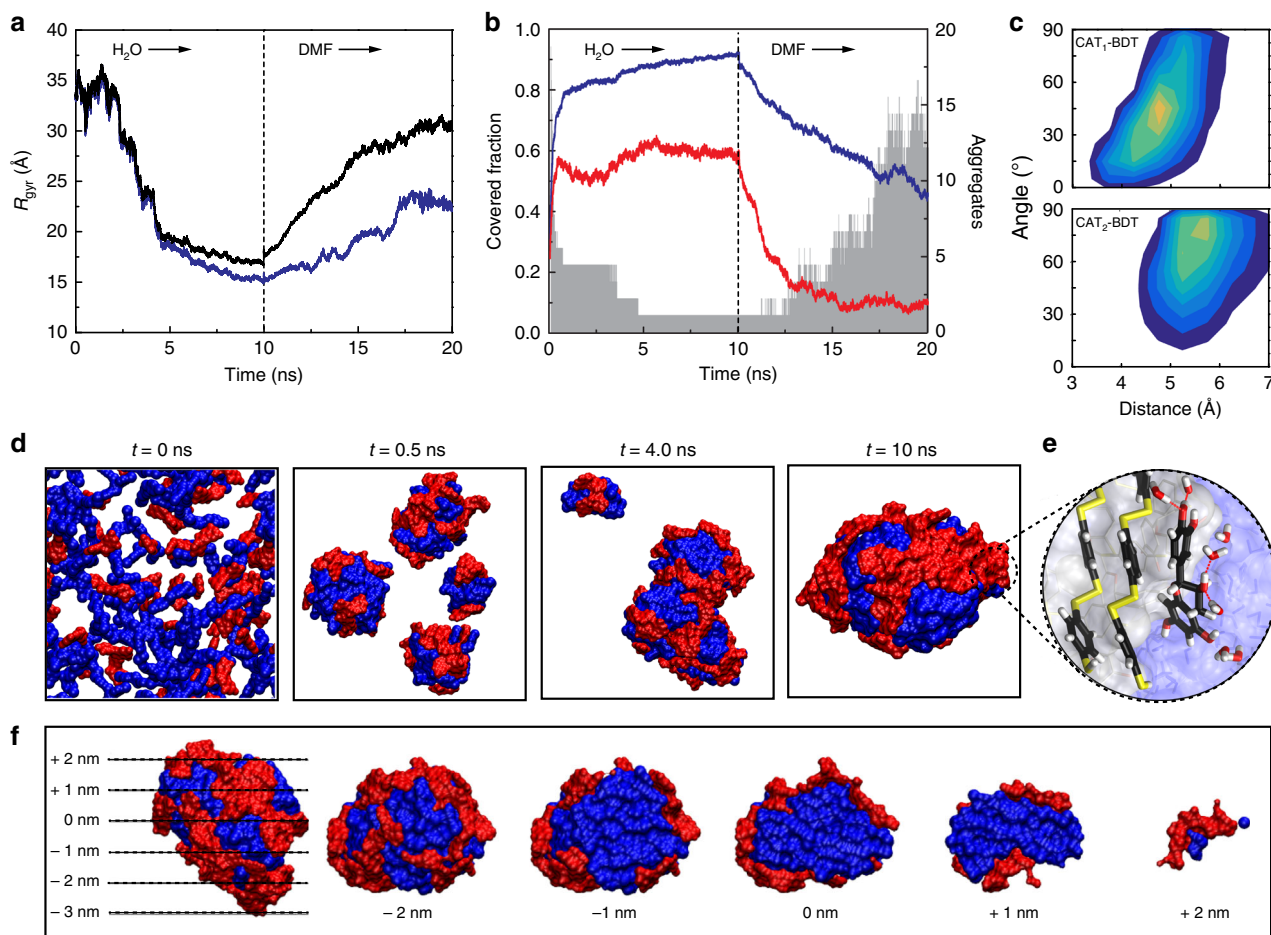 a
H₂O
DMF
40
35
30
25
20
15
10
R_gyr (Å)
0 5 10 15 20
Time (ns)
b
H₂O
DMF
1.0
0.8
0.6
0.4
0.2
0.0
Covered fraction
20
15
10
5
0
Aggregates
0 5 10 15 20
Time (ns)
c
CAT₁-BDT
90
60
30
0
CAT₂-BDT
90
60
30
0
Angle (°)
3 4 5 6 7
Distance (Å)
d
t = 0 ns
t = 0.5 ns
t = 4.0 ns
t = 10 ns
e
f
+ 2 nm
+ 1 nm
0 nm
− 1 nm
− 2 nm
− 3 nm
− 2 nm
−1 nm
0 nm
+ 1 nm
+ 2 nm